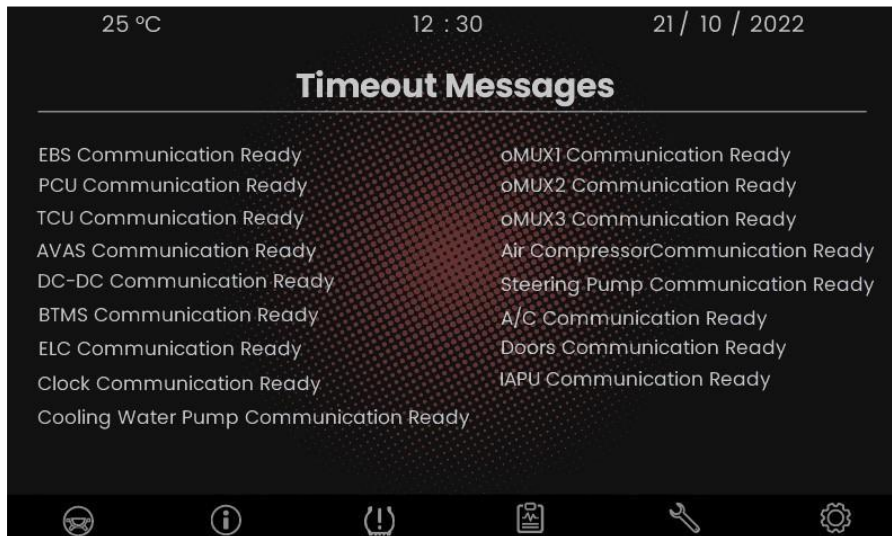 25 °C 12 : 30 21 / 10 / 2022
Timeout Messages
EBS Communication Ready
PCU Communication Ready
TCU Communication Ready
AVAS Communication Ready
DC-DC Communication Ready
BTMS Communication Ready
ELC Communication Ready
Clock Communication Ready
Cooling Water Pump Communication Ready
oMUX1 Communication Ready
oMUX2 Communication Ready
oMUX3 Communication Ready
Air CompressorCommunication Ready
Steering Pump Communication Ready
A/C Communication Ready
Doors Communication Ready
IAPU Communication Ready